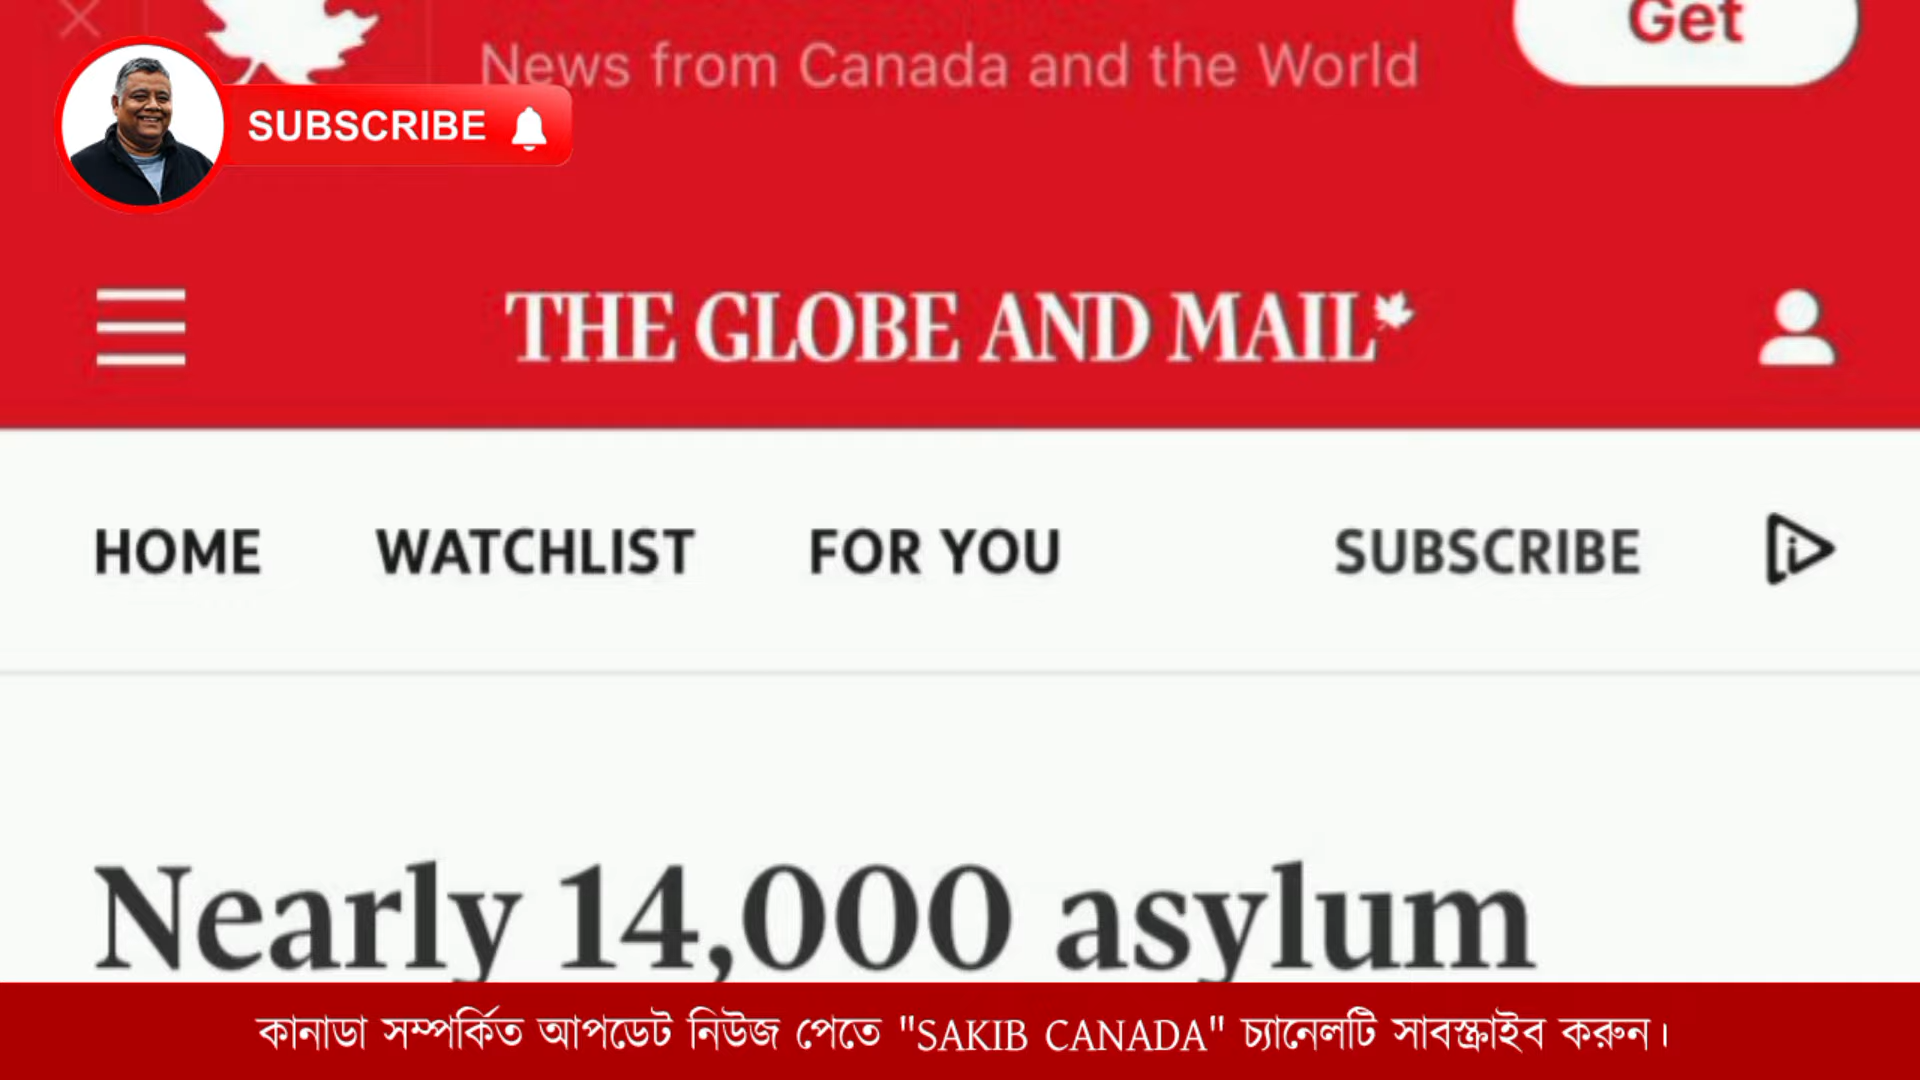 Get
News from Canada and the World
SUBSCRIBE
THE GLOBE AND MAIL
HOME WATCHLIST FOR YOU SUBSCRIBE
Nearly 14,000 asylum
কানাডা সম্পর্কিত আপডেট নিউজ পেতে "SAKIB CANADA" চ্যানেলটি সাবস্ক্রাইব করুন।